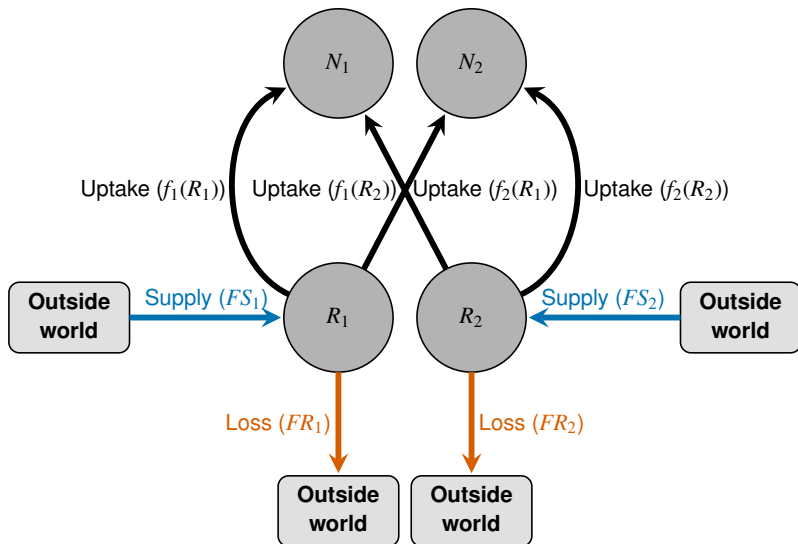 N₁ N₂
Uptake (f₁(R₁)) Uptake (f₁(R₂)) Uptake (f₂(R₁)) Uptake (f₂(R₂))
Outside
world
Supply (FS₁)
R₁ R₂
Supply (FS₂)
Outside
world
Loss (FR₁) Loss (FR₂)
Outside
world
Outside
world